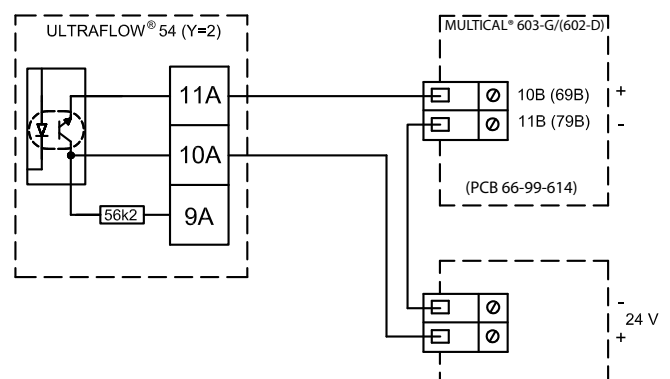 ULTRAFLOW® 54 (Y=2)
MULTICAL® 603-G/(602-D)
11A
10A
9A
56k2
10B (69B)
+
11B (79B)
-
(PCB 66-99-614)
-
24 V
+